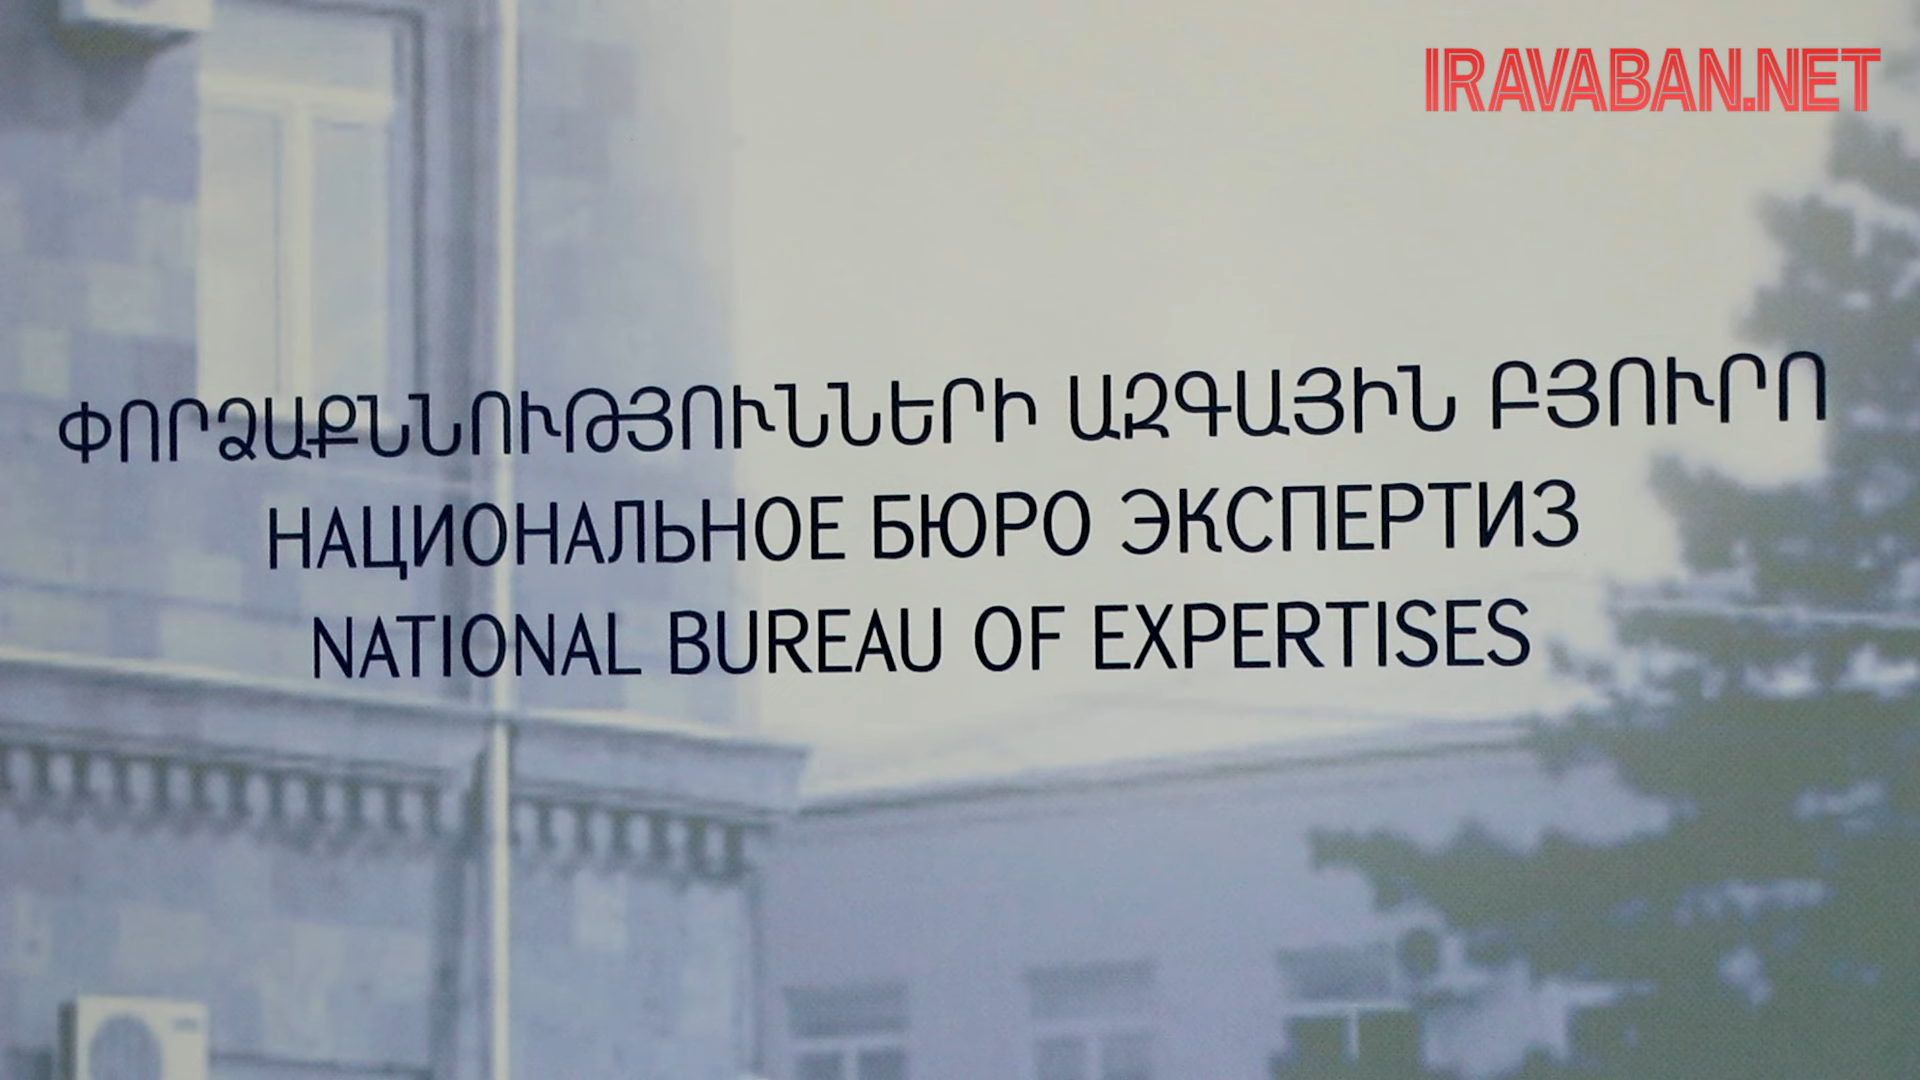 IRAVABAN.NET
ՓՈՐՁԱՔՆՆՈՒԹՅՈՒՆՆԵՐԻ ԱԶԳԱՅԻՆ ԲՅՈՒՐՈ
НАЦИОНАЛЬНОЕ БЮРО ЭКСПЕРТИЗ
NATIONAL BUREAU OF EXPERTISES